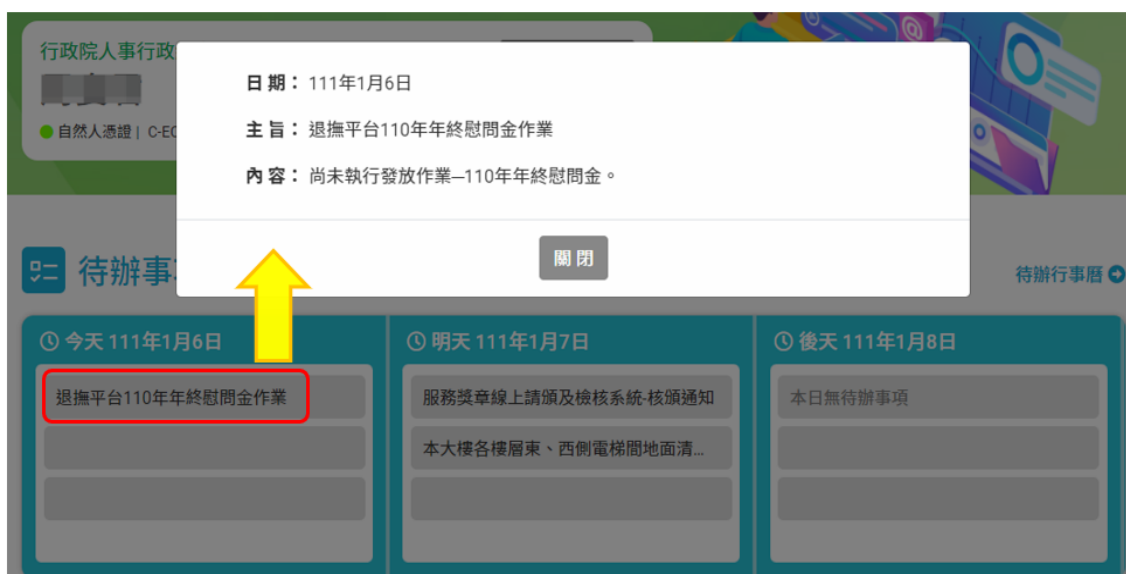 行政院人事行政
自然人憑證 | C-EC
日 期： 111年1月6日
主 旨： 退撫平台110年年終慰問金作業
內 容： 尚未執行發放作業—110年年終慰問金。
關 閉
待辦事
待辦行事曆
今天 111年1月6日
退撫平台110年年終慰問金作業
明天 111年1月7日
服務獎章線上請頒及檢核系統-核頒通知
本大樓各樓層東、西側電梯間地面清...
後天 111年1月8日
本日無待辦事項